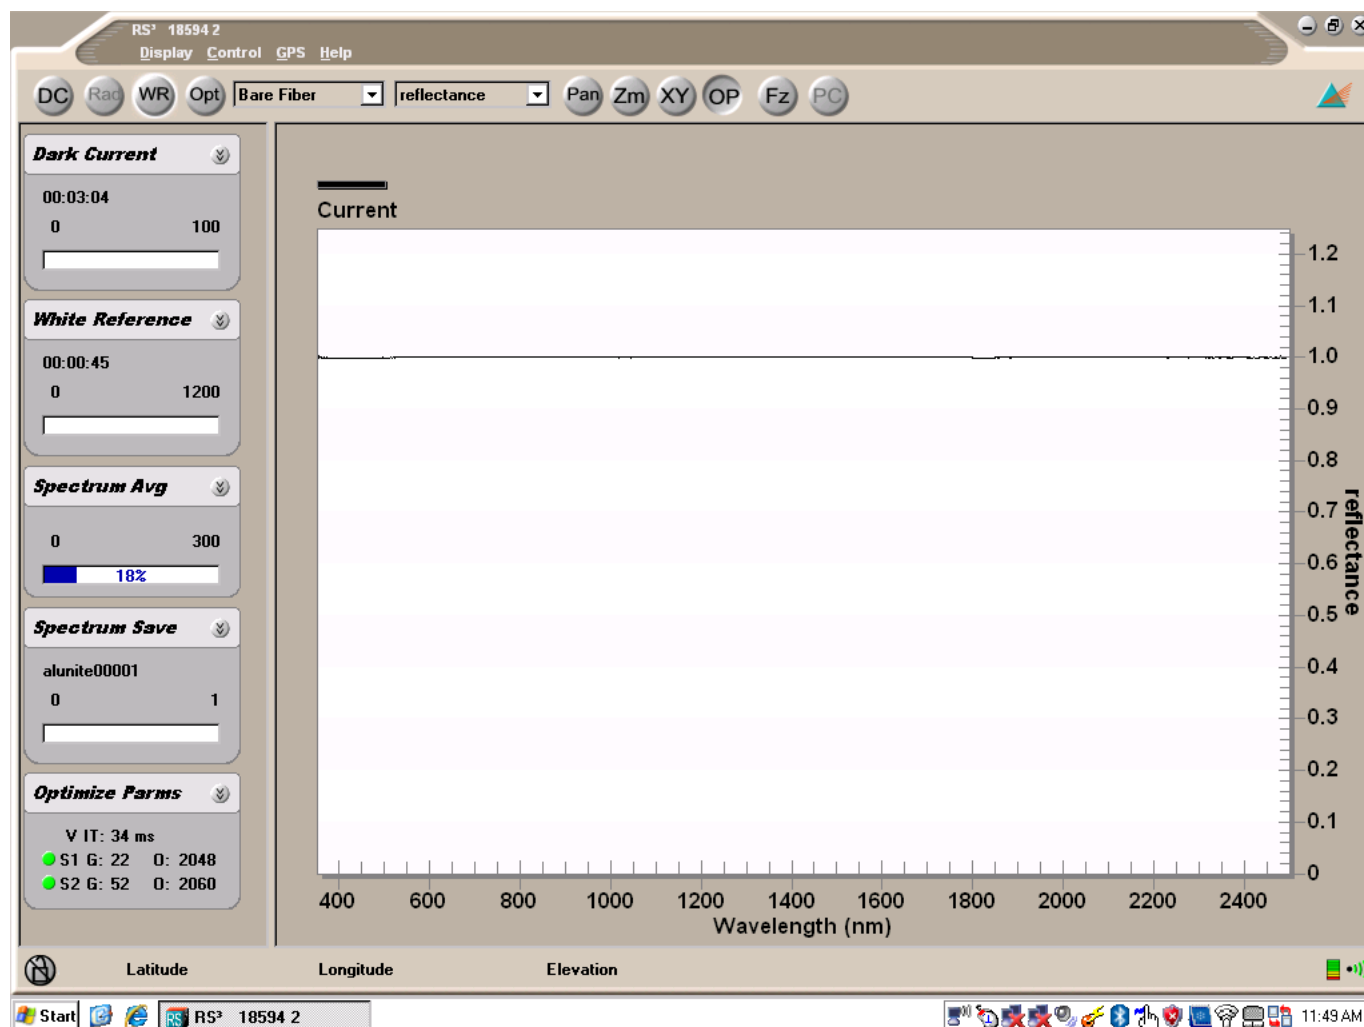 RS³ 18594 2
Display Control GPS Help
DC Rad WR Opt Bare Fiber reflectance Pan Zm XY OP Fz PC
Dark Current
00:03:04
0 100
White Reference
00:00:45
0 1200
Spectrum Avg
0 300
18%
Spectrum Save
alunite00001
0 1
Optimize Parms
V IT: 34 ms
S1 G: 22 O: 2048
S2 G: 52 O: 2060
Current
1.2
1.1
1.0
0.9
0.8
0.7
0.6
0.5
0.4
0.3
0.2
0.1
0
reflectance
400 600 800 1000 1200 1400 1600 1800 2000 2200 2400
Wavelength (nm)
Latitude Longitude Elevation
Start RS³ 18594 2 11:49 AM